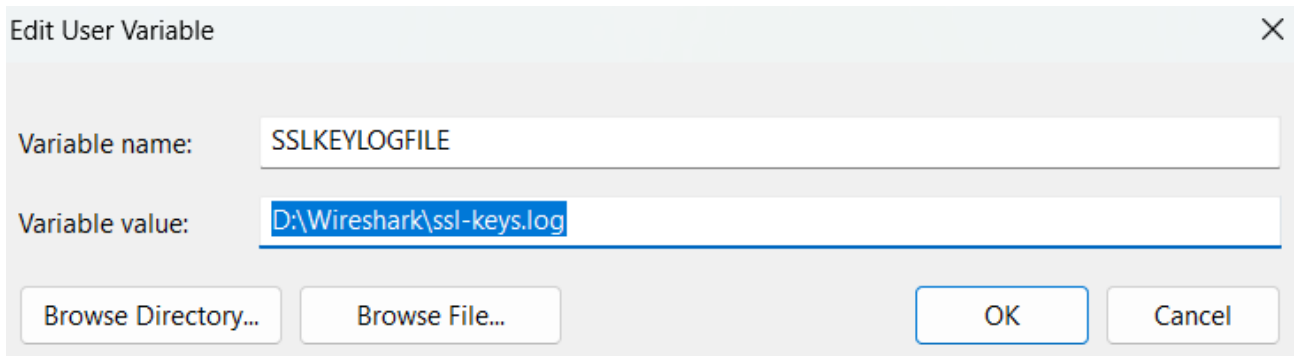 Edit User Variable
Variable name: SSLKEYLOGFILE
Variable value: D:\Wireshark\ssl-keys.log
Browse Directory... Browse File... OK Cancel